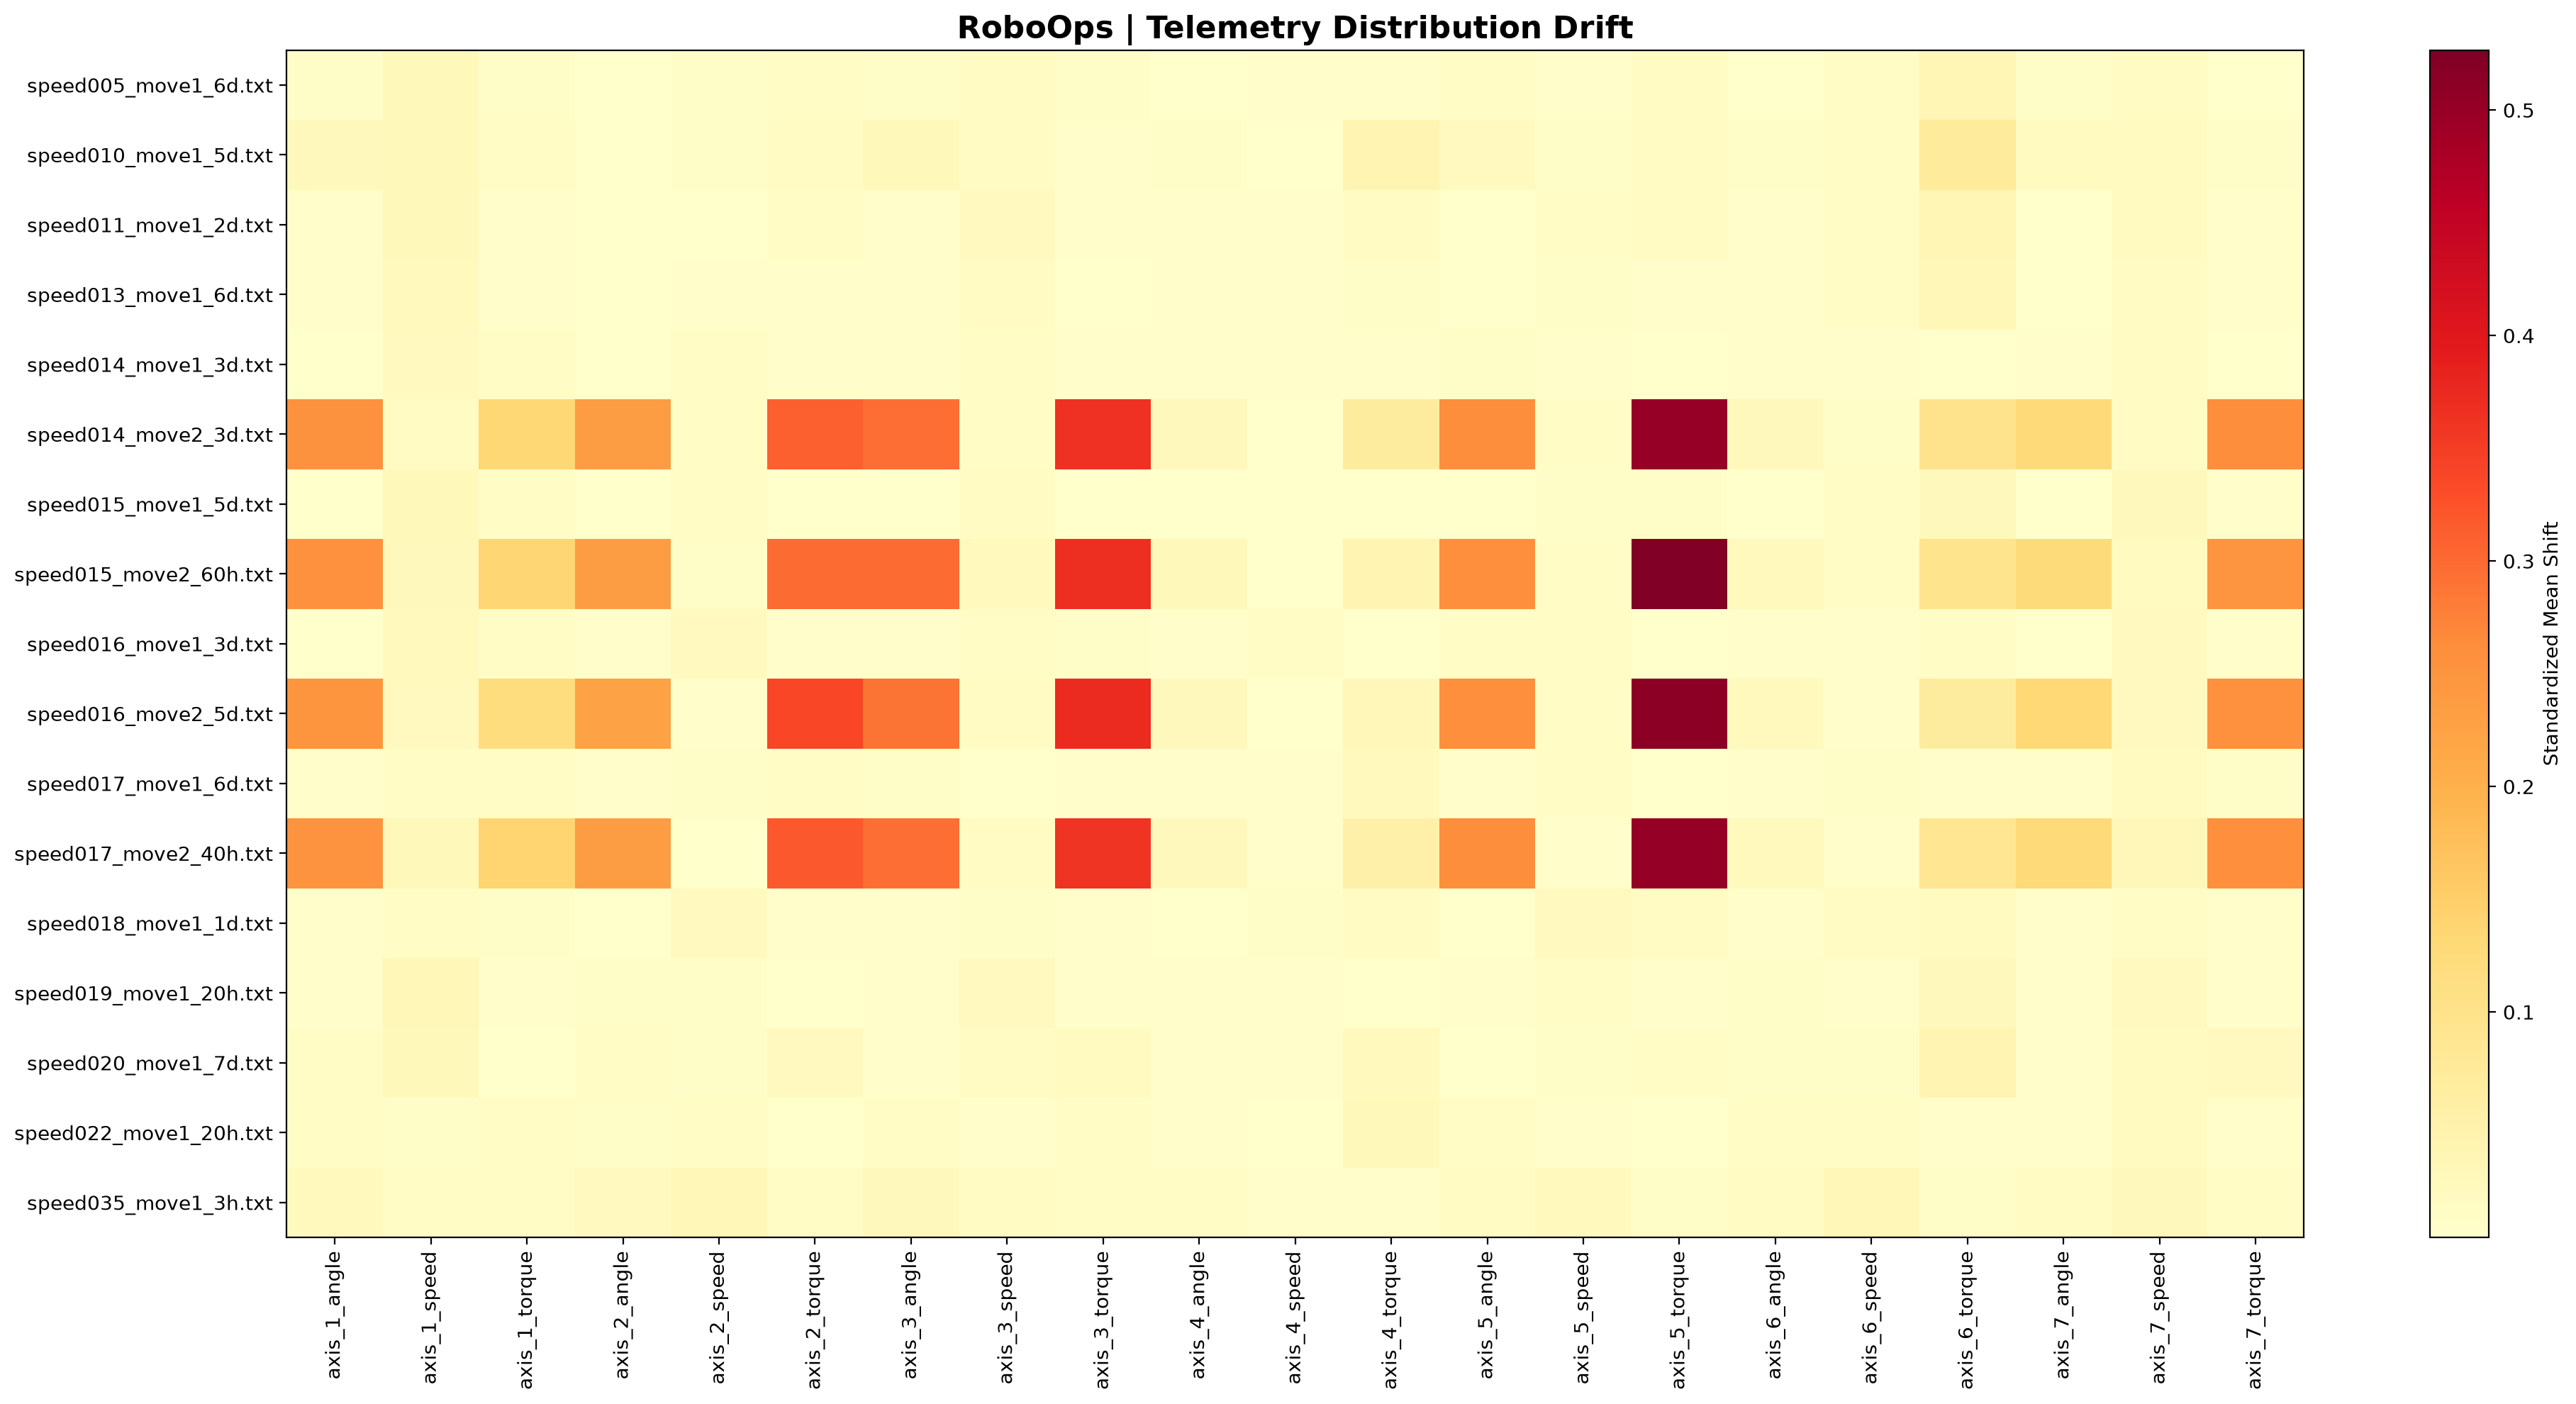 RoboOps | Telemetry Distribution Drift
speed005_move1_6d.txt
speed010_move1_5d.txt
speed011_move1_2d.txt
speed013_move1_6d.txt
speed014_move1_3d.txt
speed014_move2_3d.txt
speed015_move1_5d.txt
speed015_move2_60h.txt
speed016_move1_3d.txt
speed016_move2_5d.txt
speed017_move1_6d.txt
speed017_move2_40h.txt
speed018_move1_1d.txt
speed019_move1_20h.txt
speed020_move1_7d.txt
speed022_move1_20h.txt
speed035_move1_3h.txt
axis_1_angle
axis_1_speed
axis_1_torque
axis_2_angle
axis_2_speed
axis_2_torque
axis_3_angle
axis_3_speed
axis_3_torque
axis_4_angle
axis_4_speed
axis_4_torque
axis_5_angle
axis_5_speed
axis_5_torque
axis_6_angle
axis_6_speed
axis_6_torque
axis_7_angle
axis_7_speed
axis_7_torque
0.5
0.4
0.3
0.2
0.1
Standardized Mean Shift